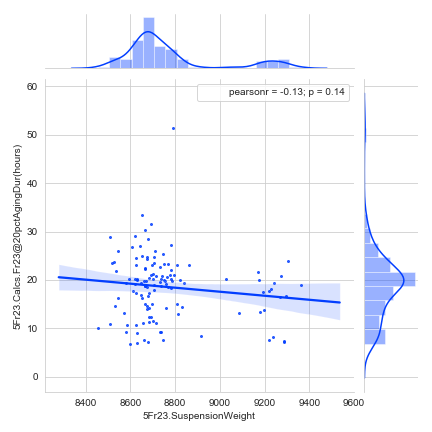 pearsonr = -0.13; p = 0.14
60
50
40
30
20
10
0
5Fr23.Calcs.Fr23@20pctAgingDur(hours)
8400 8600 8800 9000 9200 9400 9600
5Fr23.SuspensionWeight